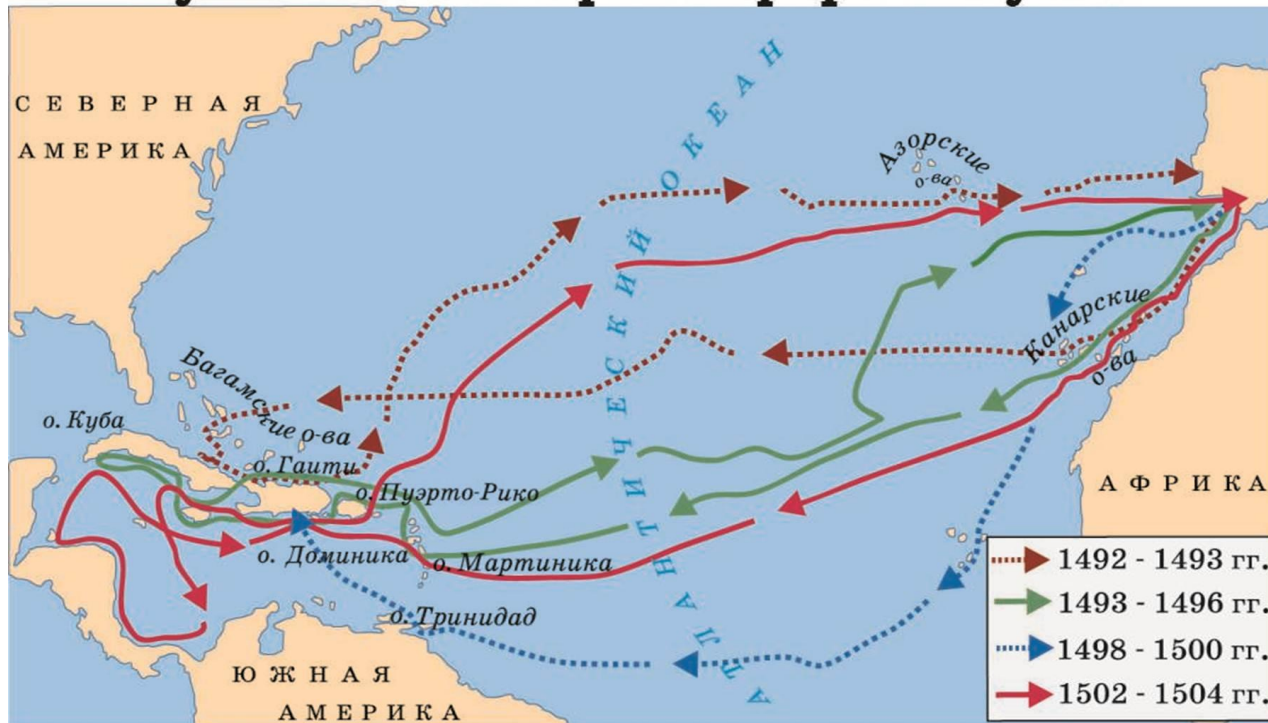 СЕВЕРНАЯ
АМЕРИКА
АТЛАНТИЧЕСКИЙ ОКЕАН
Азорские
о-ва
Канарские
о-ва
Багамские о-ва
о. Куба
о. Гаити
о. Пуэрто-Рико
о. Доминика
о. Мартиника
о. Тринидад
АФРИКА
ЮЖНАЯ
АМЕРИКА
1492 - 1493 гг.
1493 - 1496 гг.
1498 - 1500 гг.
1502 - 1504 гг.